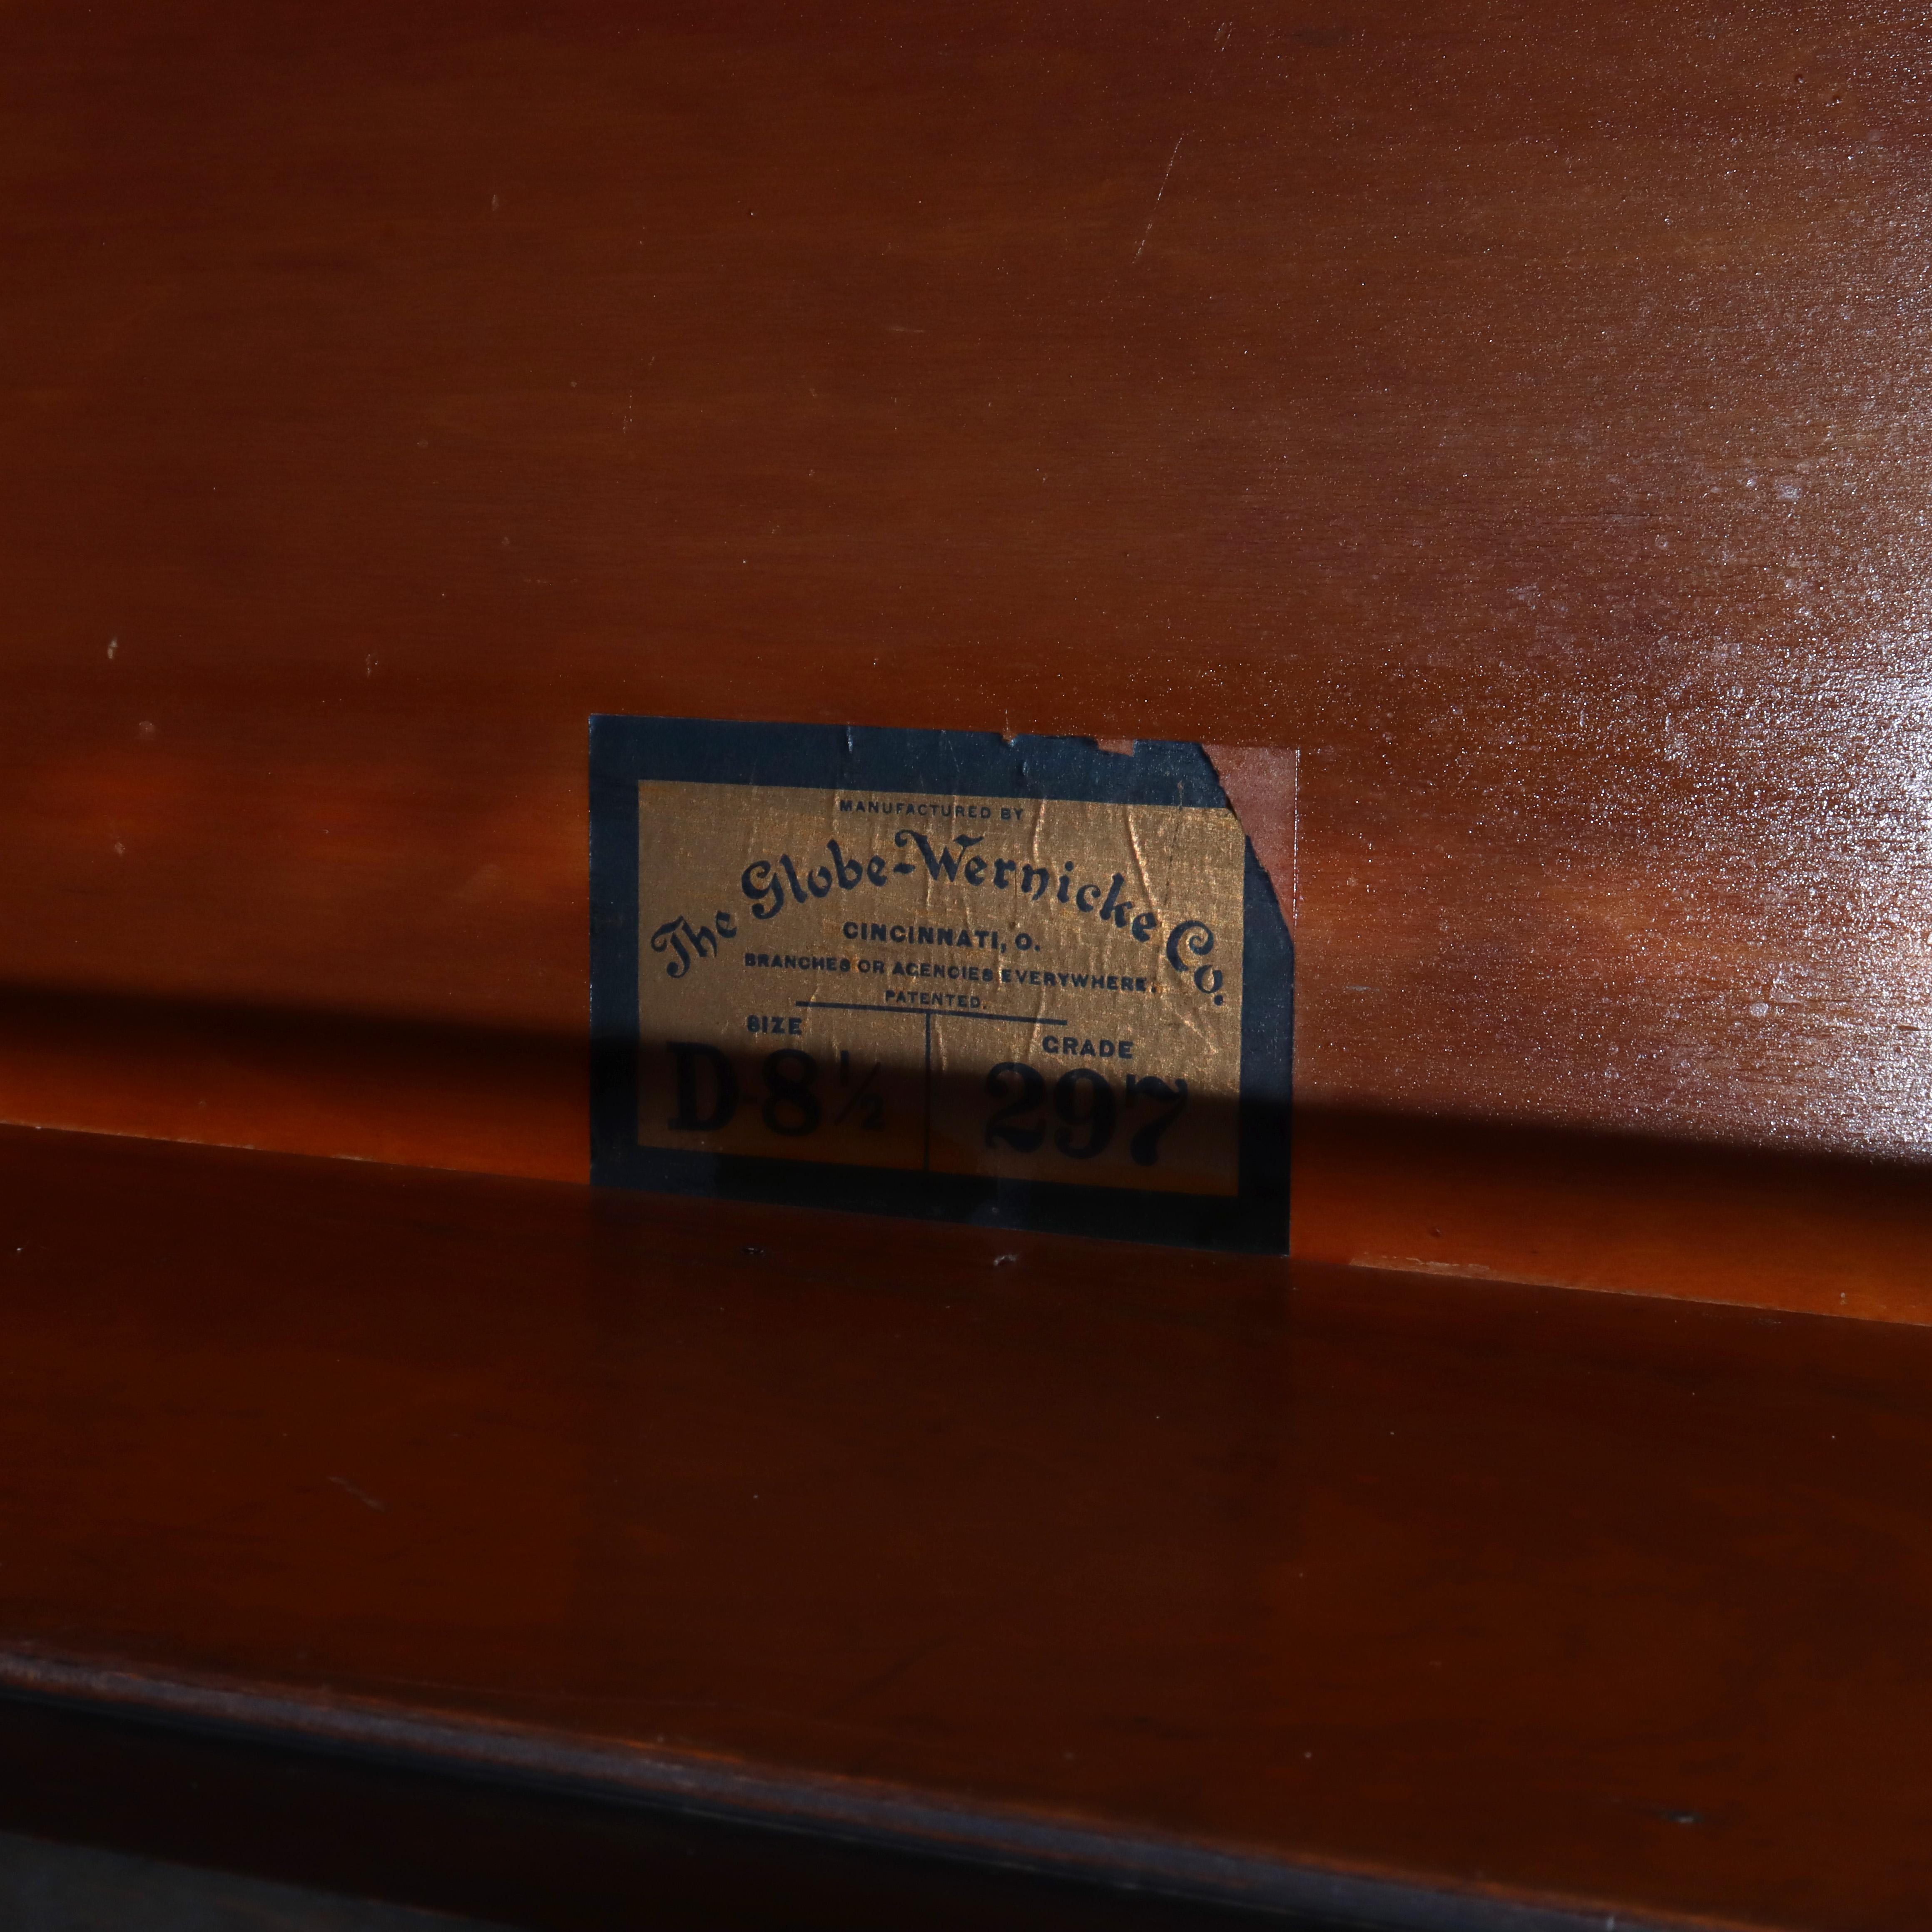 MANUFACTURED BY
The Globe-Wernicke Co.
CINCINNATI, O.
BRANCHES OR AGENCIES EVERYWHERE.
PATENTED.
SIZE GRADE
D-8½ 297